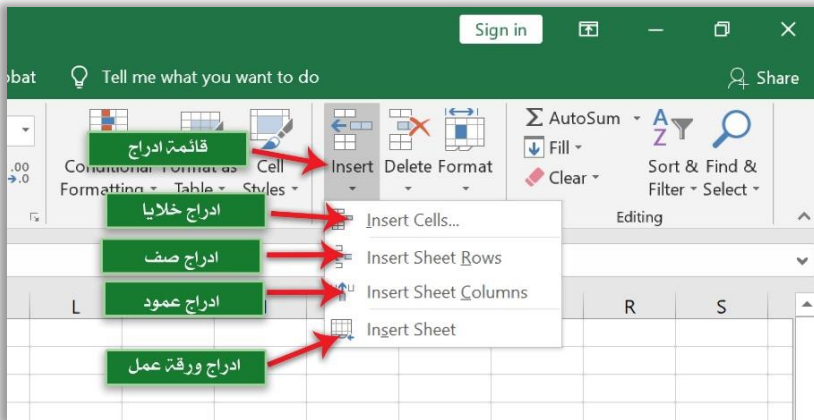 Sign in
Tell me what you want to do
Share
قائمة ادراج
.00
.0
Conditional Format as Cell
Formatting Table Styles
Insert Delete Format
AutoSum
Fill
Clear
Sort & Find &
Filter Select
Editing
ادراج خلايا
Insert Cells...
ادراج صف
Insert Sheet Rows
ادراج عمود
Insert Sheet Columns
L R S
ادراج ورقة عمل
Insert Sheet